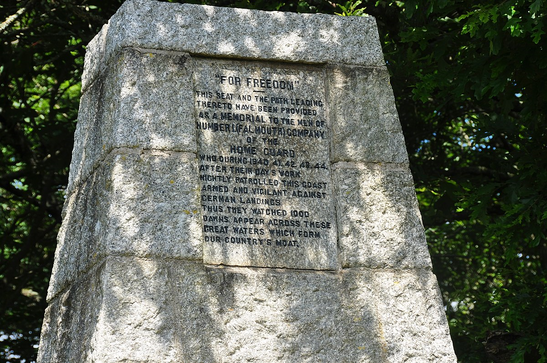 "FOR FREEDOM"
THIS SEAT AND THE PATH LEADING
THERETO HAVE BEEN PROVIDED
AS A MEMORIAL TO THE MEN OF
NUMBER 1 (FALMOUTH) COMPANY
OF THE
HOME GUARD
WHO DURING 1940. 41. 42. 43. 44.
AFTER THEIR DAY'S WORK
NIGHTLY PATROLLED THIS COAST
ARMED AND VIGILANT AGAINST
GERMAN LANDINGS
THUS THEY WATCHED 1000
DAWNS APPEAR ACROSS THESE
GREAT WATERS WHICH FORM
OUR COUNTRY'S MOAT.